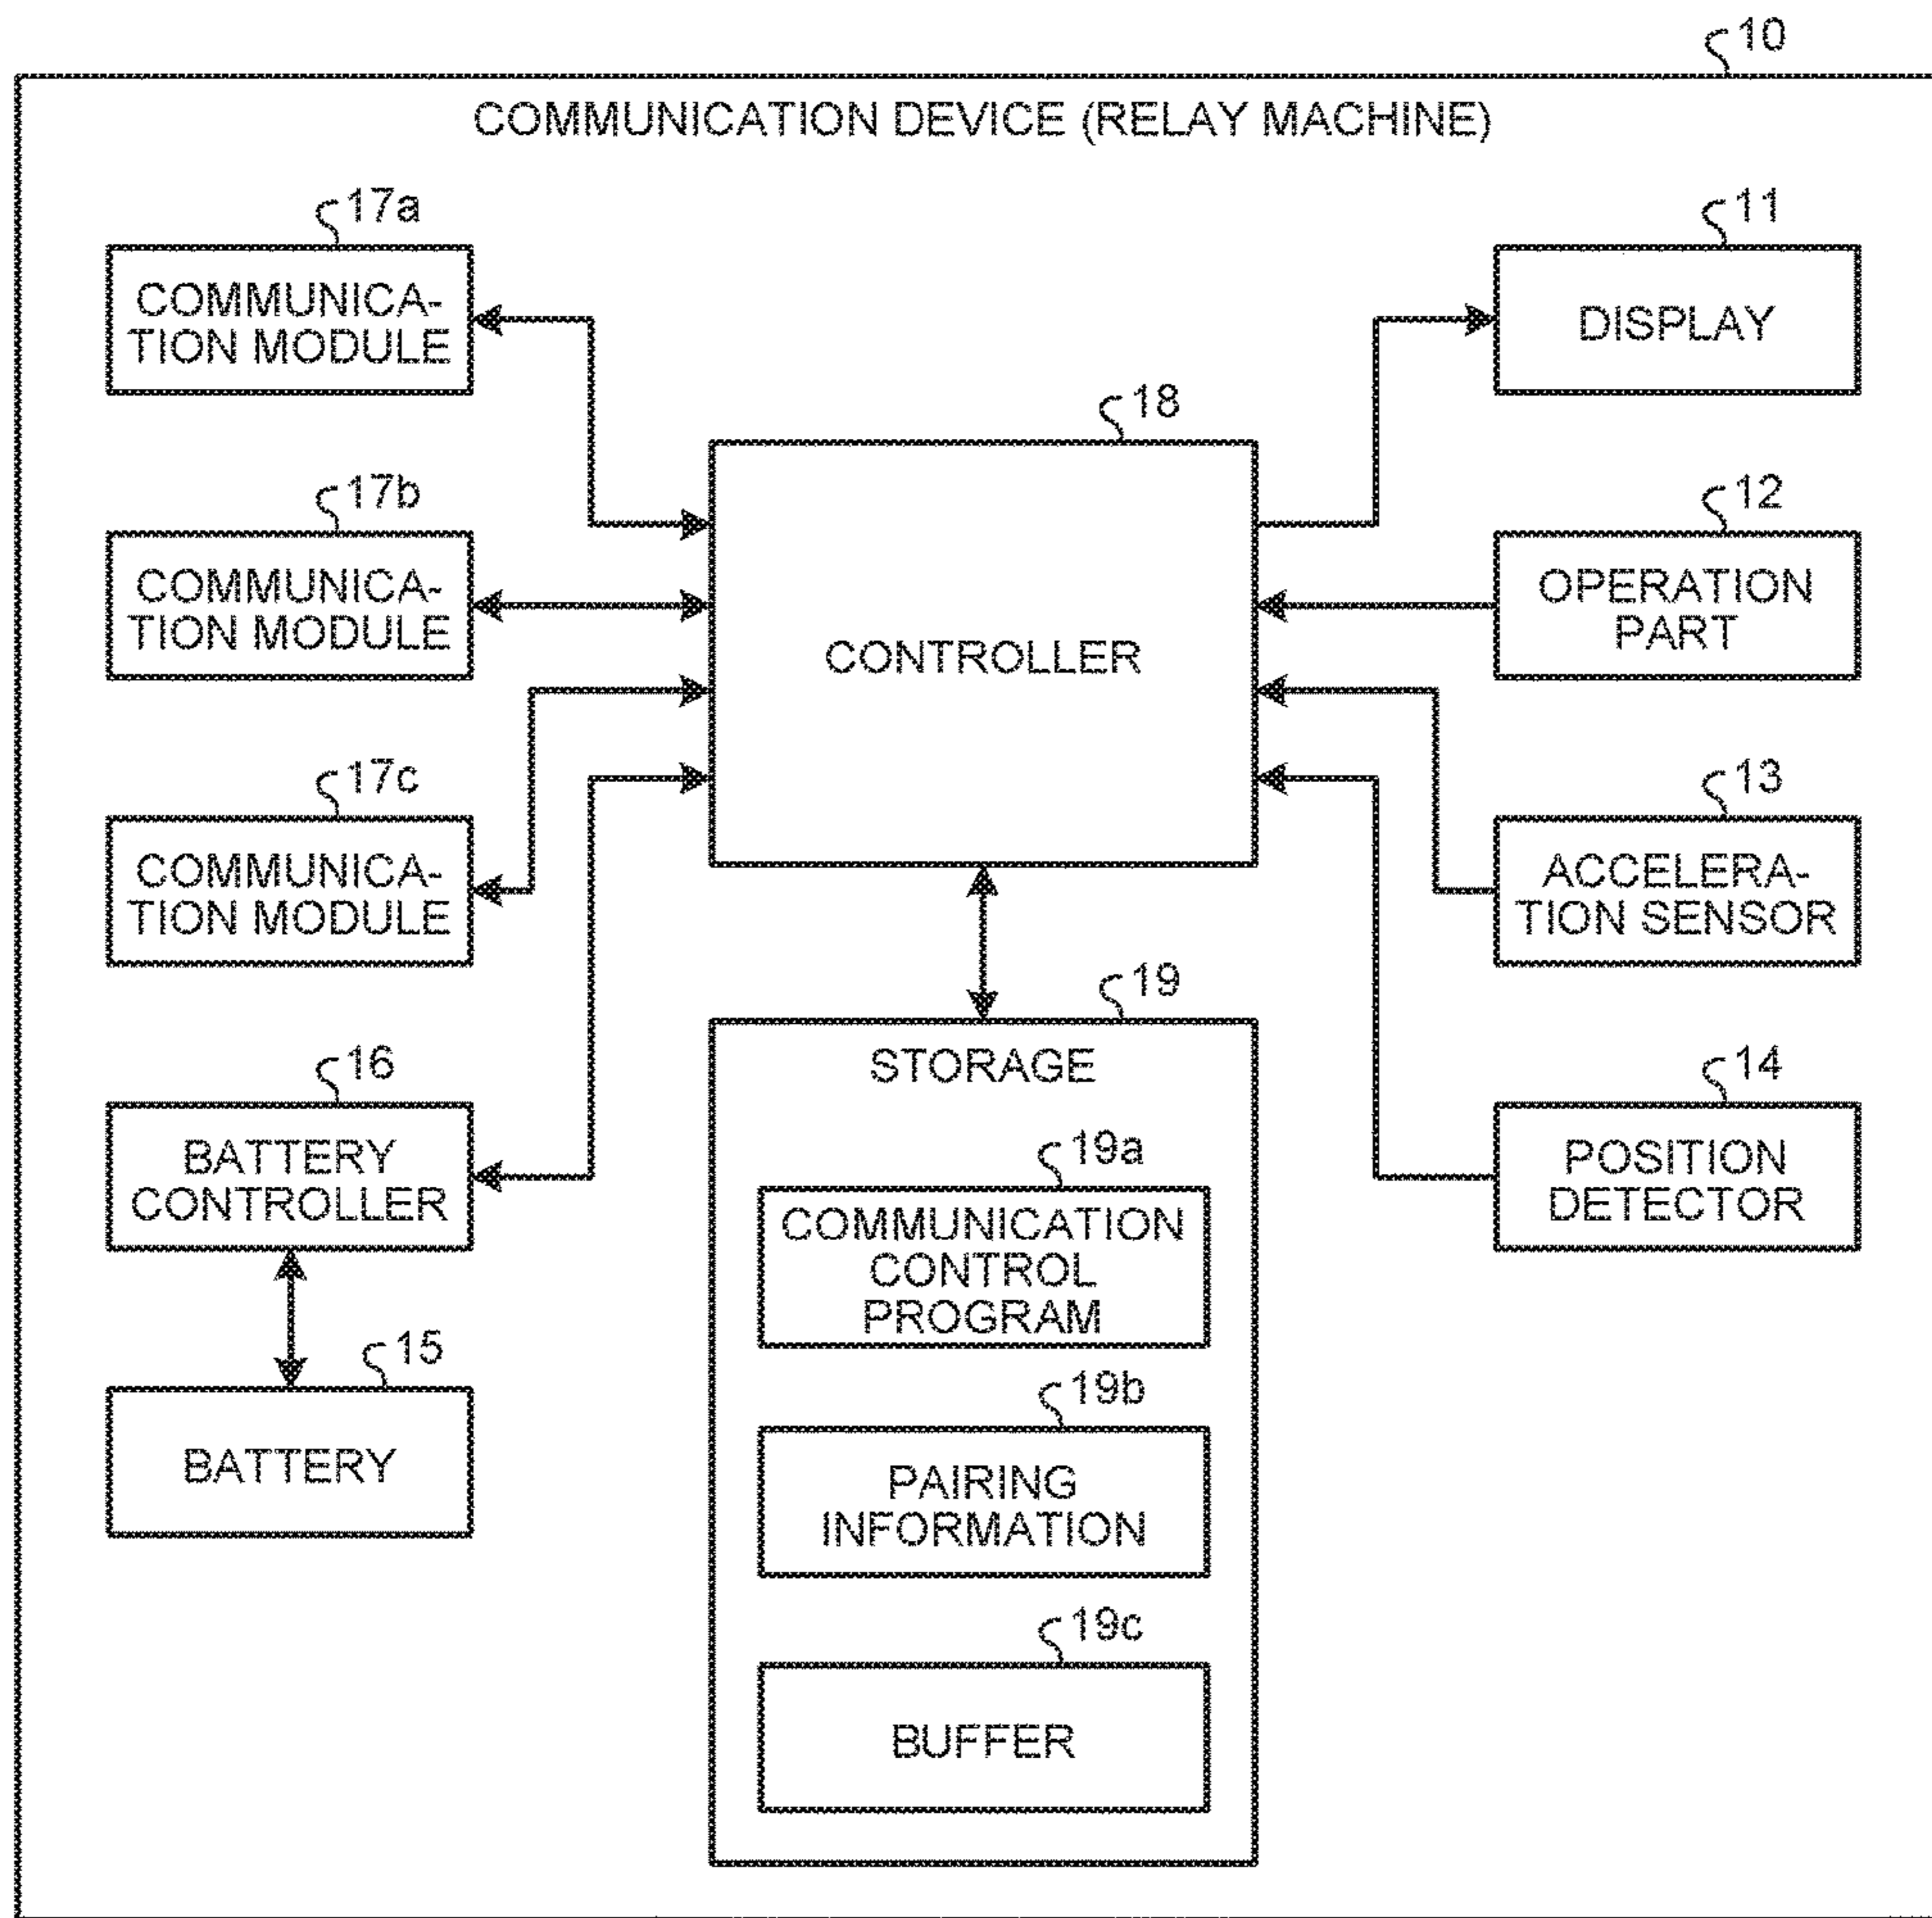 10
COMMUNICATION DEVICE (RELAY MACHINE)
17a
COMMUNICA-
TION MODULE
17b
COMMUNICA-
TION MODULE
17c
COMMUNICA-
TION MODULE
16
BATTERY
CONTROLLER
15
BATTERY
18
CONTROLLER
19
STORAGE
19a
COMMUNICATION
CONTROL
PROGRAM
19b
PAIRING
INFORMATION
19c
BUFFER
11
DISPLAY
12
OPERATION
PART
13
ACCELERA-
TION SENSOR
14
POSITION
DETECTOR